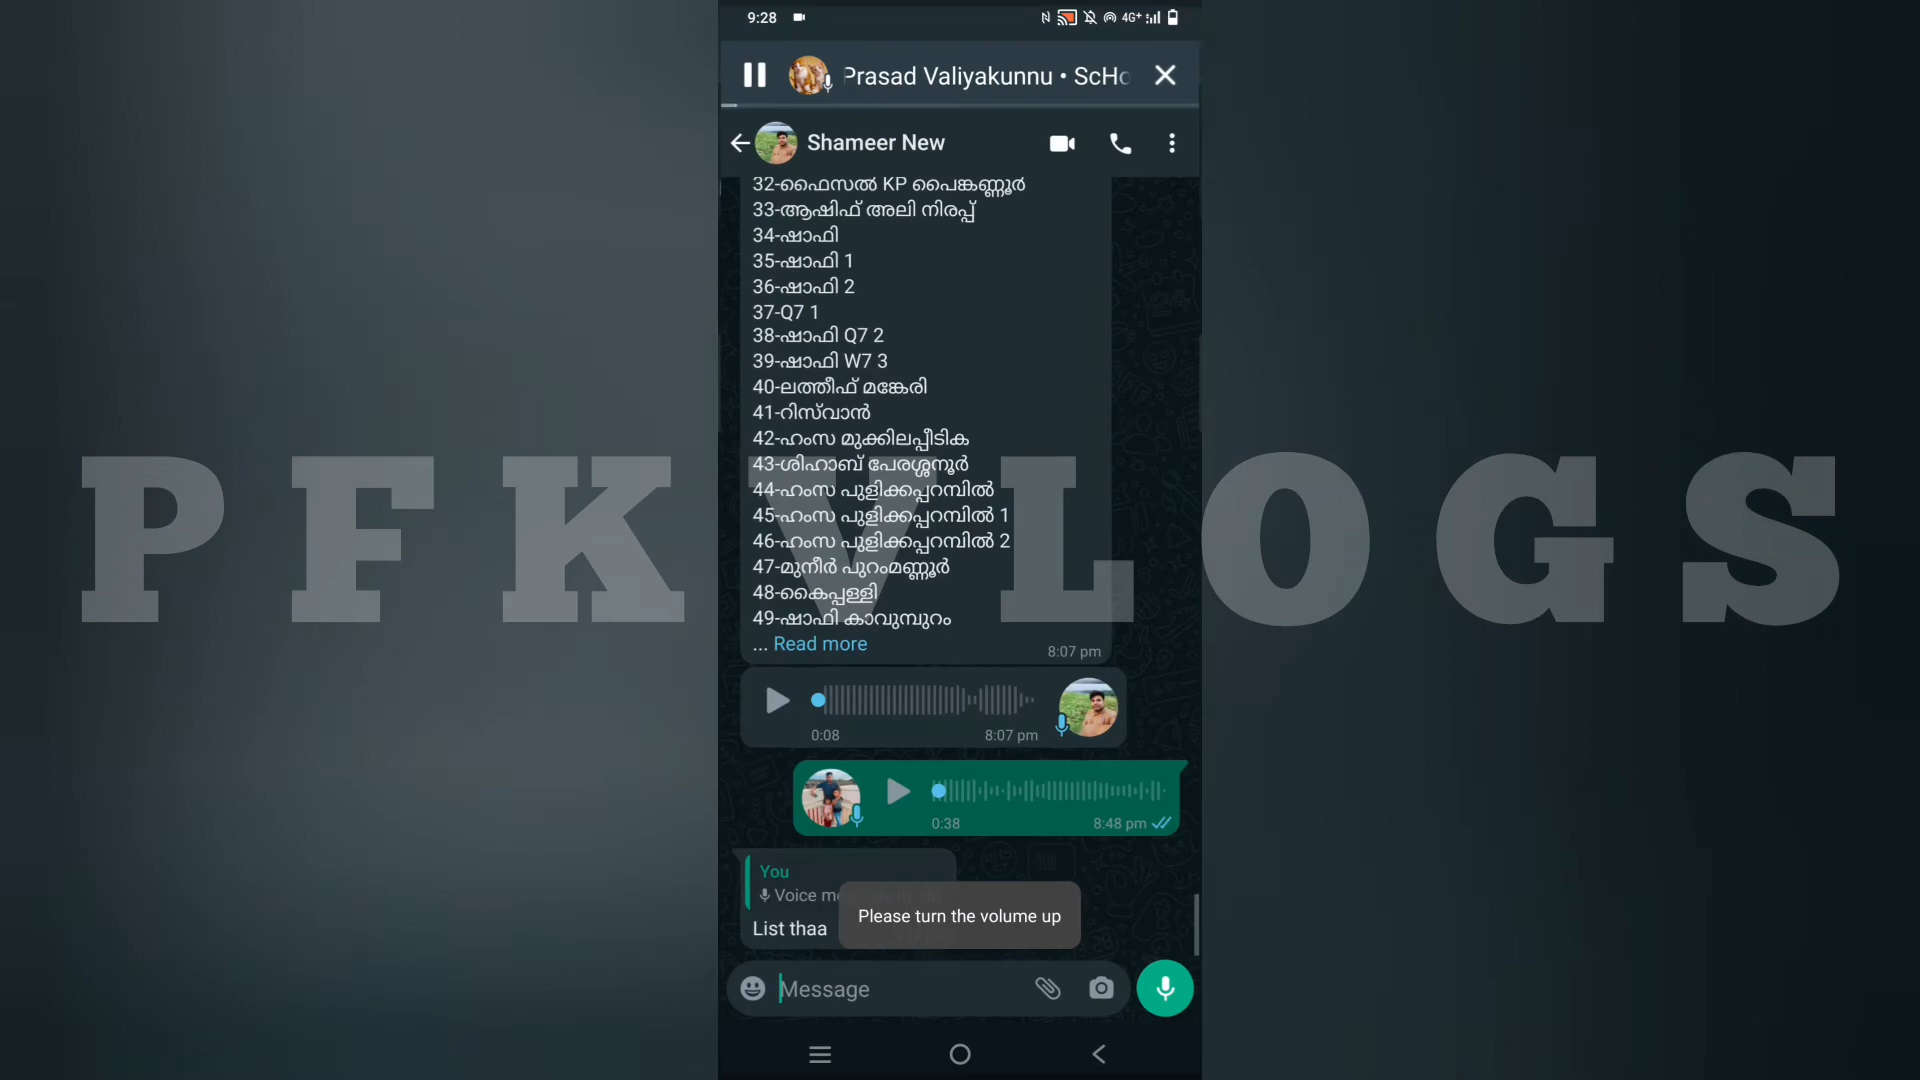 9:28
4G+
Prasad Valiyakunnu • ScHo
Shameer New
32-ഫൈസൽ KP പൈങ്കണ്ണൂർ
33-ആഷിഫ് അലി നിരപ്പ്
34-ഷാഫി
35-ഷാഫി 1
36-ഷാഫി 2
37-Q7 1
38-ഷാഫി Q7 2
39-ഷാഫി W7 3
40-ലത്തീഫ് മങ്കേരി
41-റിസ്‌വാൻ
42-ഹംസ മുക്കിലപ്പീടിക
43-ശിഹാബ് പേരശ്ശനൂർ
44-ഹംസ പുളിക്കപ്പറമ്പിൽ
45-ഹംസ പുളിക്കപ്പറമ്പിൽ 1
46-ഹംസ പുളിക്കപ്പറമ്പിൽ 2
47-മുനീർ പുറംമണ്ണൂർ
48-കൈപ്പള്ളി
49-ഷാഫി കാവുമ്പുറം
... Read more
8:07 pm
0:08 8:07 pm
0:38 8:48 pm
You
Voice
List thaa
Please turn the volume up
Message
PFKVLOGS